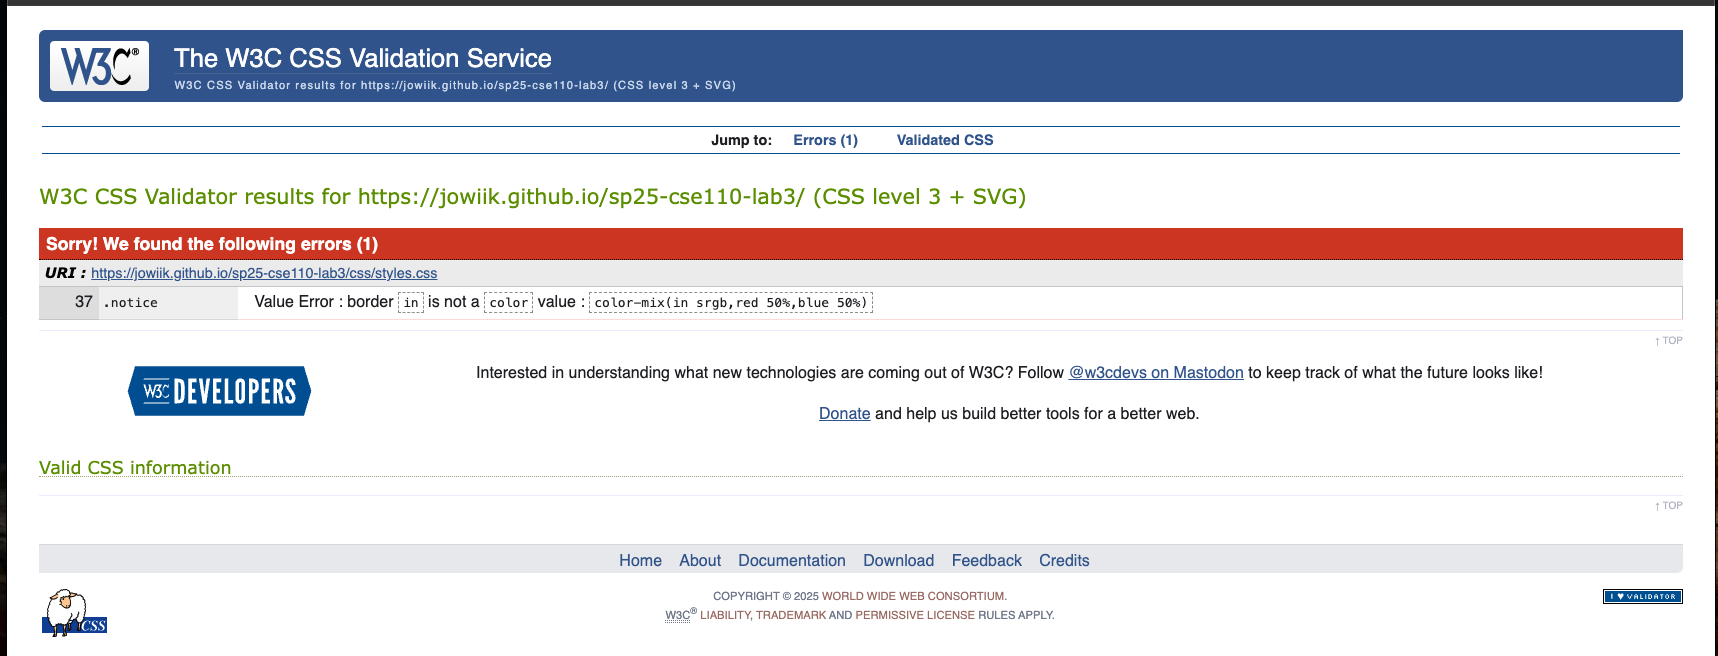 W3C®
The W3C CSS Validation Service
W3C CSS Validator results for https://jowiik.github.io/sp25-cse110-lab3/ (CSS level 3 + SVG)
Jump to: Errors (1) Validated CSS
W3C CSS Validator results for https://jowiik.github.io/sp25-cse110-lab3/ (CSS level 3 + SVG)
Sorry! We found the following errors (1)
URI : https://jowiik.github.io/sp25-cse110-lab3/css/styles.css
37 .notice Value Error : border in is not a color value : color-mix(in srgb,red 50%,blue 50%)
↑ TOP
W3C DEVELOPERS
Interested in understanding what new technologies are coming out of W3C? Follow @w3cdevs on Mastodon to keep track of what the future looks like!
Donate and help us build better tools for a better web.
Valid CSS information
↑ TOP
Home About Documentation Download Feedback Credits
CSS
COPYRIGHT © 2025 WORLD WIDE WEB CONSORTIUM.
W3C® LIABILITY, TRADEMARK AND PERMISSIVE LICENSE RULES APPLY.
I ♥ VALIDATOR